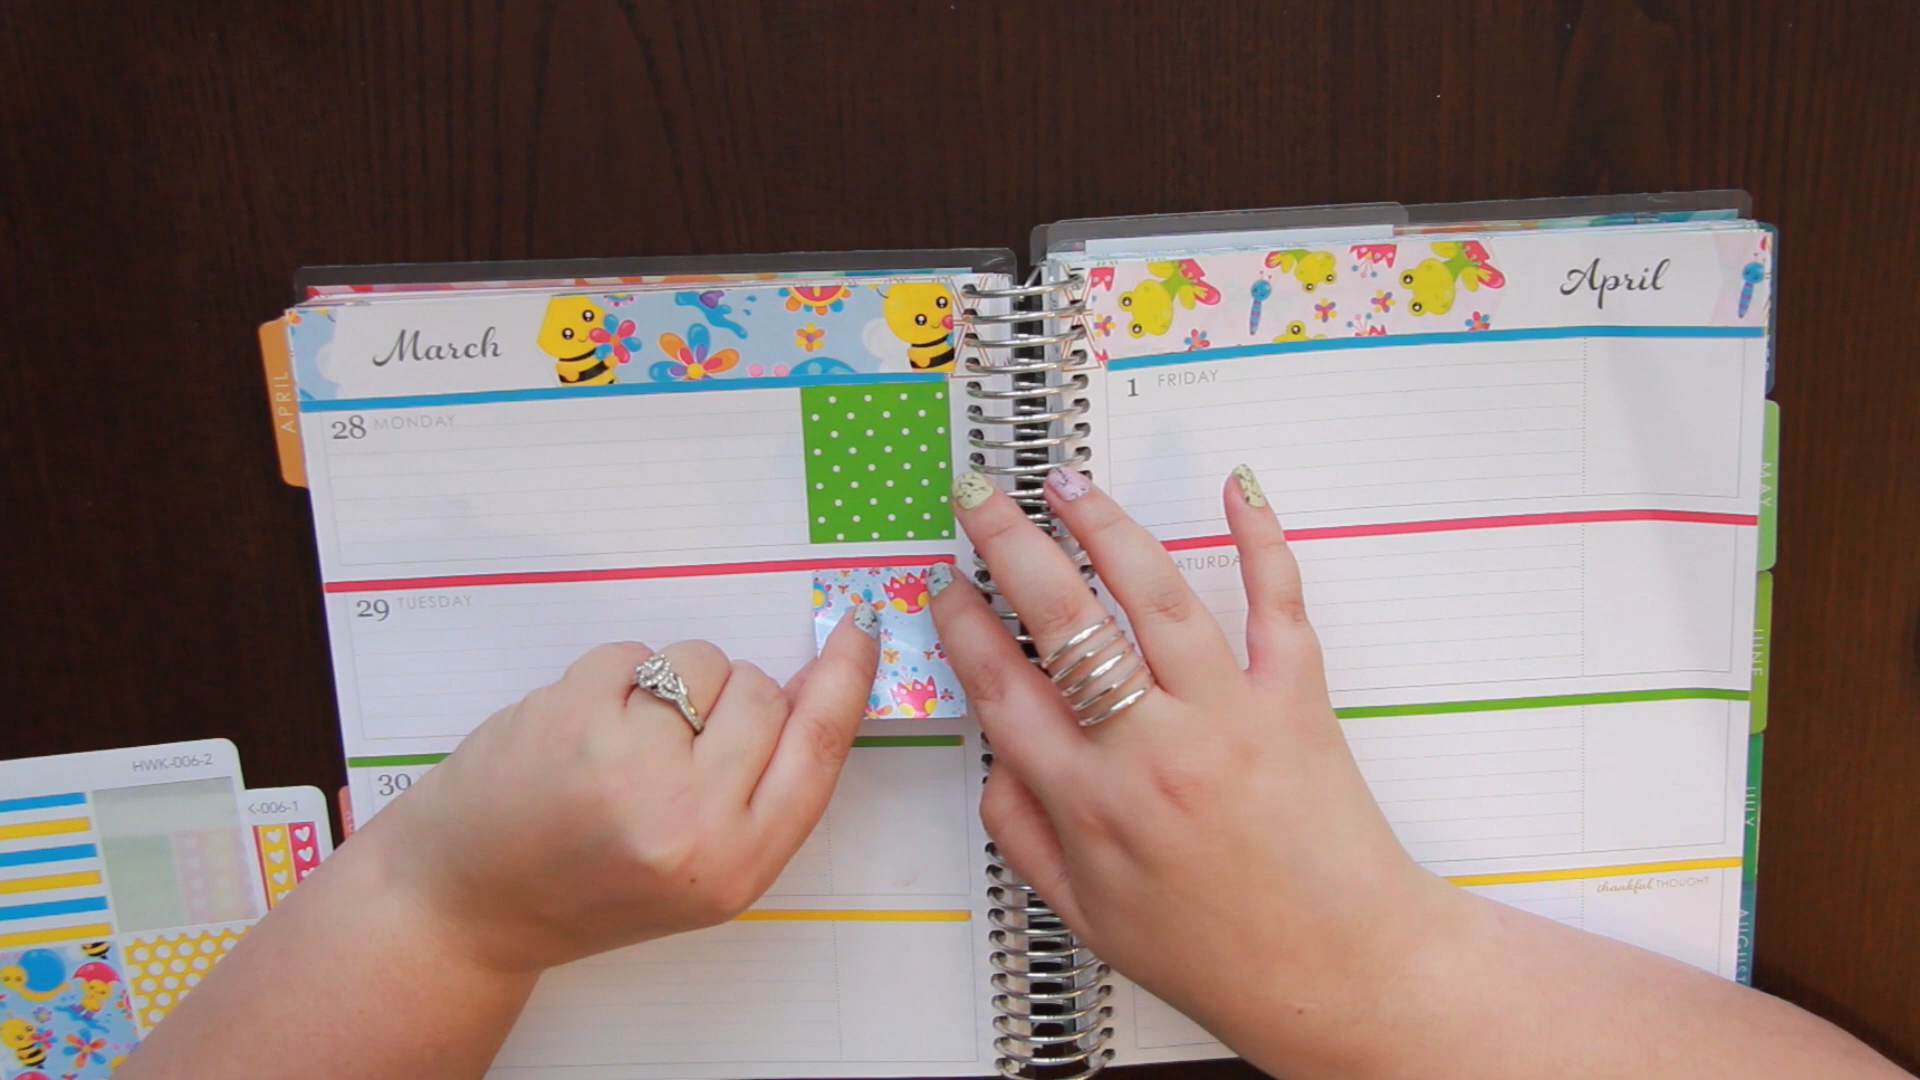 March
28 MONDAY
29 TUESDAY
30
April
1 FRIDAY
thankful THOUGHT
APRIL
MAY
JUNE
JULY
AUGUST
HWK-006-2
K-006-1